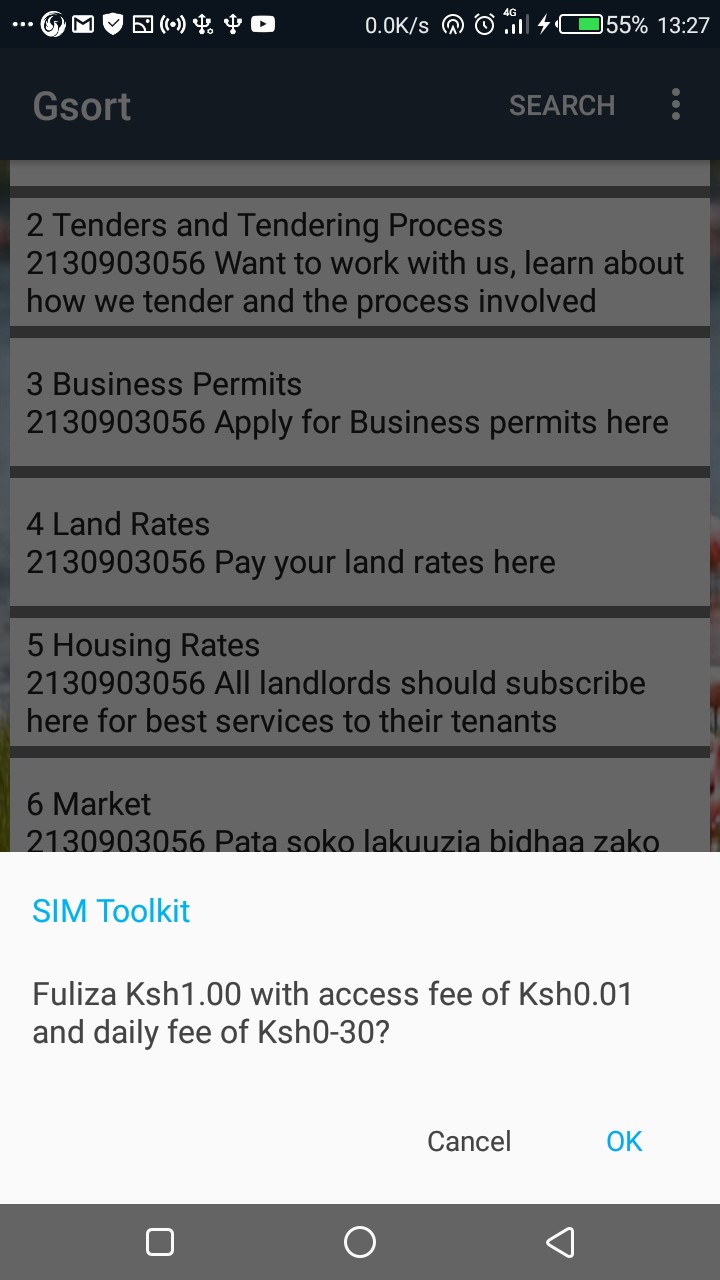 0.0K/s 4G 55% 13:27
Gsort SEARCH
2 Tenders and Tendering Process
2130903056 Want to work with us, learn about
how we tender and the process involved
3 Business Permits
2130903056 Apply for Business permits here
4 Land Rates
2130903056 Pay your land rates here
5 Housing Rates
2130903056 All landlords should subscribe
here for best services to their tenants
6 Market
2130903056 Pata soko lakuuzia bidhaa zako
SIM Toolkit
Fuliza Ksh1.00 with access fee of Ksh0.01
and daily fee of Ksh0-30?
Cancel OK